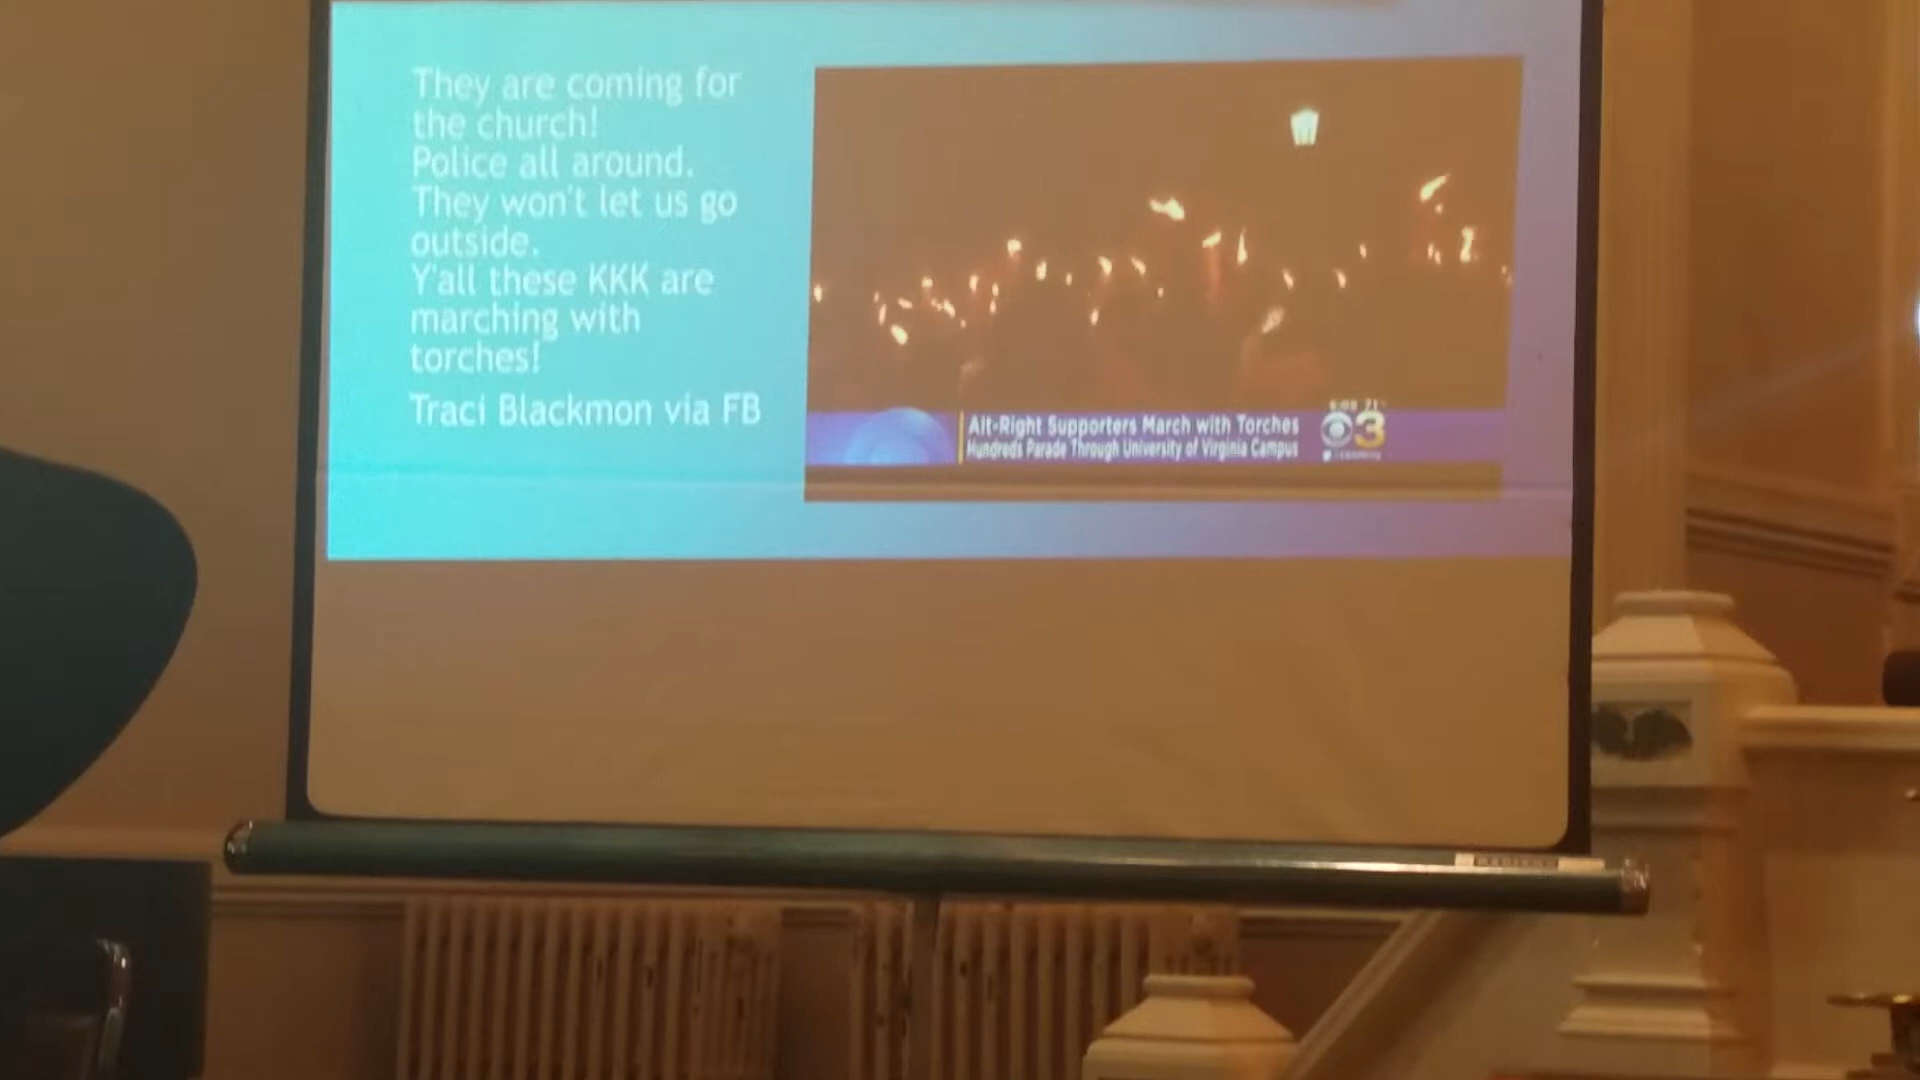 They are coming for
the church!
Police all around.
They won't let us go
outside.
Y'all these KKK are
marching with
torches!
Traci Blackmon via FB
Alt-Right Supporters March with Torches
Hundreds Parade Through University of Virginia Campus
3